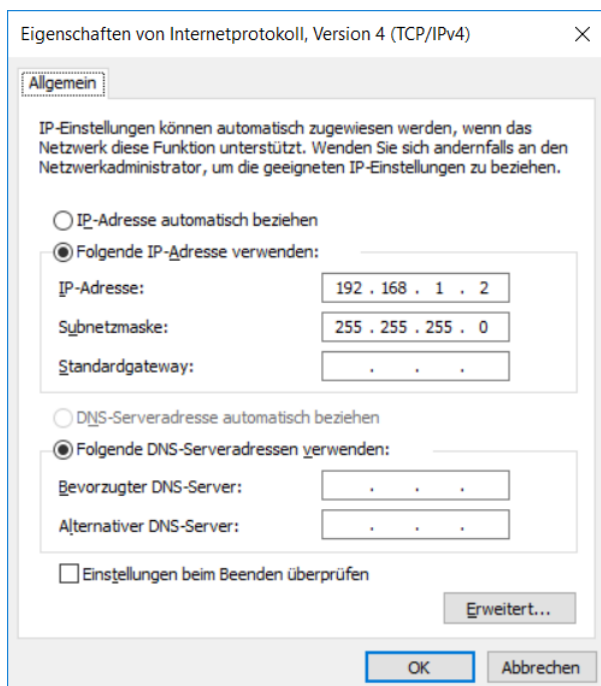 Eigenschaften von Internetprotokoll, Version 4 (TCP/IPv4)
Allgemein
IP-Einstellungen können automatisch zugewiesen werden, wenn das
Netzwerk diese Funktion unterstützt. Wenden Sie sich andernfalls an den
Netzwerkadministrator, um die geeigneten IP-Einstellungen zu beziehen.
IP-Adresse automatisch beziehen
Folgende IP-Adresse verwenden:
IP-Adresse: 192 . 168 . 1 . 2
Subnetzmaske: 255 . 255 . 255 . 0
Standardgateway: . . .
DNS-Serveradresse automatisch beziehen
Folgende DNS-Serveradressen verwenden:
Bevorzugter DNS-Server: . . .
Alternativer DNS-Server: . . .
Einstellungen beim Beenden überprüfen
Erweitert...
OK Abbrechen